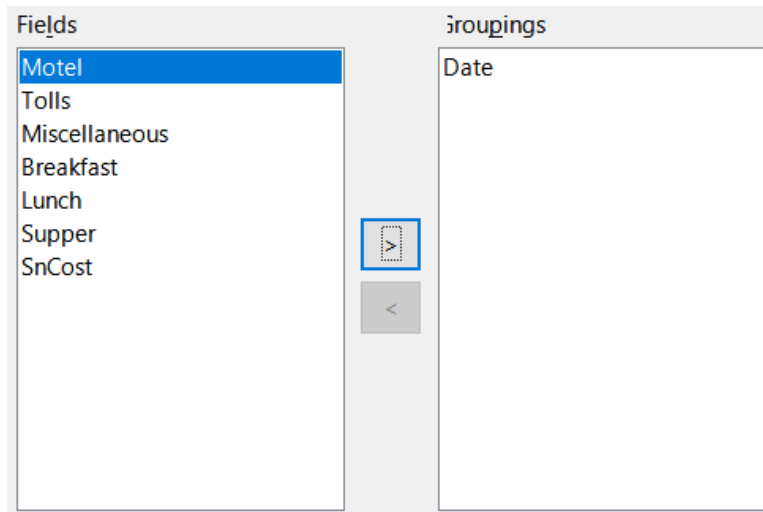 Fields
Groupings
Motel
Tolls
Miscellaneous
Breakfast
Lunch
Supper
SnCost
>
<
Date